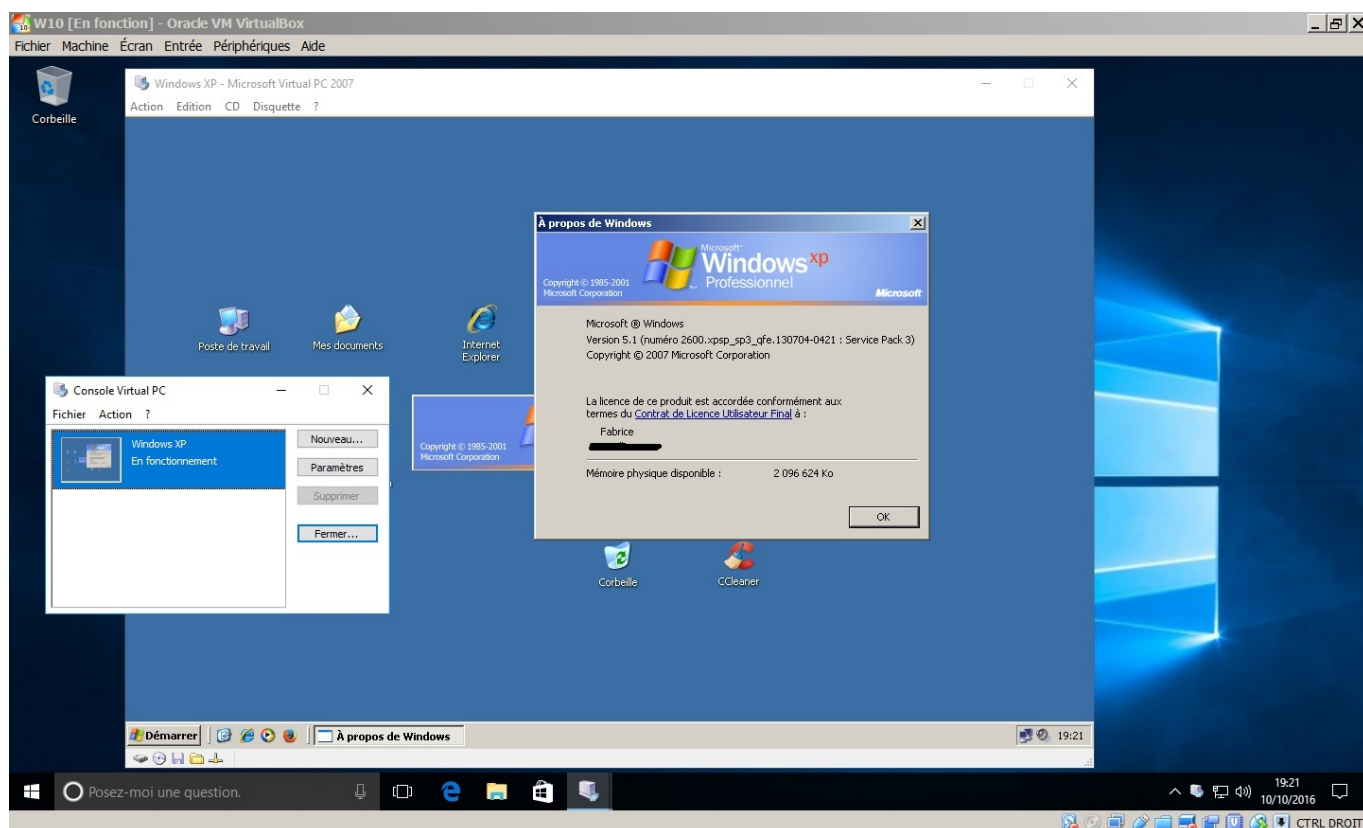 W10 [En fonction] - Oracle VM VirtualBox
Fichier Machine Écran Entrée Périphériques Aide
Corbeille
Windows XP - Microsoft Virtual PC 2007
Action Edition CD Disquette ?
À propos de Windows
Copyright © 1985-2001
Microsoft Corporation
Microsoft®
Windows xp
Professionnel
Microsoft
Microsoft ® Windows
Version 5.1 (numéro 2600.xpsp_sp3_qfe.130704-0421 : Service Pack 3)
Copyright © 2007 Microsoft Corporation
La licence de ce produit est accordée conformément aux
termes du Contrat de Licence Utilisateur Final à :
Fabrice
Mémoire physique disponible : 2 096 624 Ko
OK
Poste de travail
Mes documents
Internet
Explorer
Console Virtual PC
Fichier Action ?
Windows XP
En fonctionnement
Nouveau...
Paramètres
Supprimer
Fermer...
Copyright © 1985-2001
Microsoft Corporation
Corbeille
CCleaner
Démarrer
À propos de Windows
19:21
Posez-moi une question.
19:21
10/10/2016
CTRL DROITE